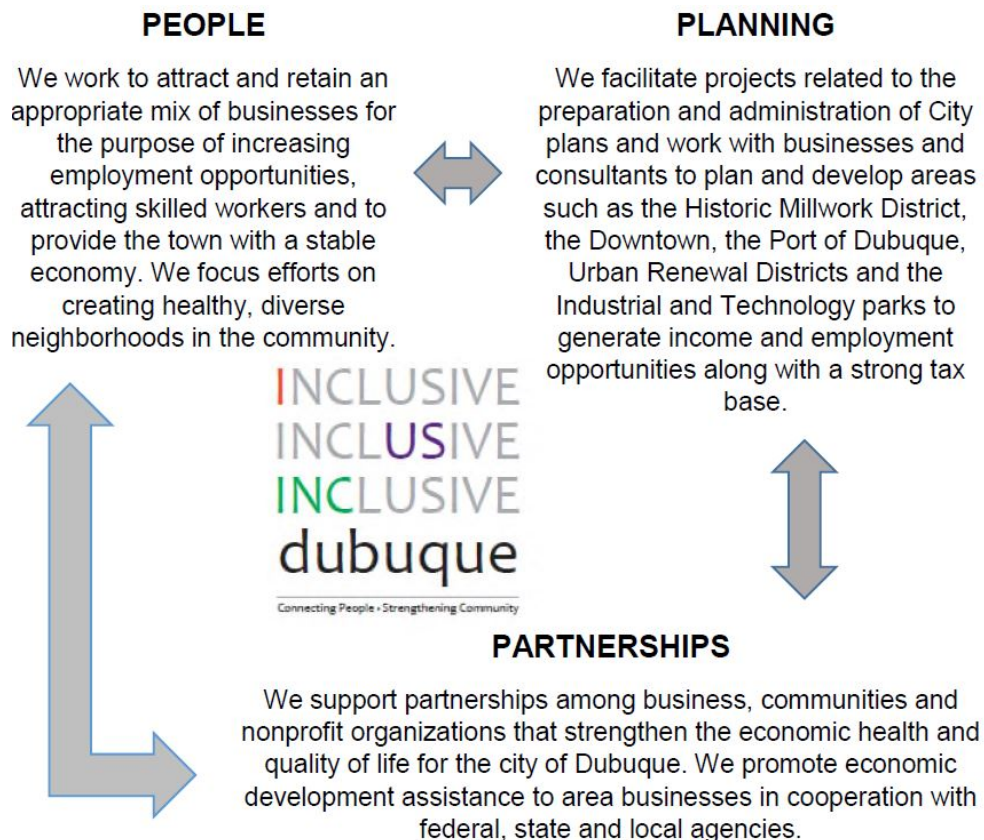 PEOPLE
We work to attract and retain an
appropriate mix of businesses for
the purpose of increasing
employment opportunities,
attracting skilled workers and to
provide the town with a stable
economy. We focus efforts on
creating healthy, diverse
neighborhoods in the community.
PLANNING
We facilitate projects related to the
preparation and administration of City
plans and work with businesses and
consultants to plan and develop areas
such as the Historic Millwork District,
the Downtown, the Port of Dubuque,
Urban Renewal Districts and the
Industrial and Technology parks to
generate income and employment
opportunities along with a strong tax
base.
INCLUSIVE
INCLUSIVE
INCLUSIVE
dubuque
Connecting People • Strengthening Community
PARTNERSHIPS
We support partnerships among business, communities and
nonprofit organizations that strengthen the economic health and
quality of life for the city of Dubuque. We promote economic
development assistance to area businesses in cooperation with
federal, state and local agencies.